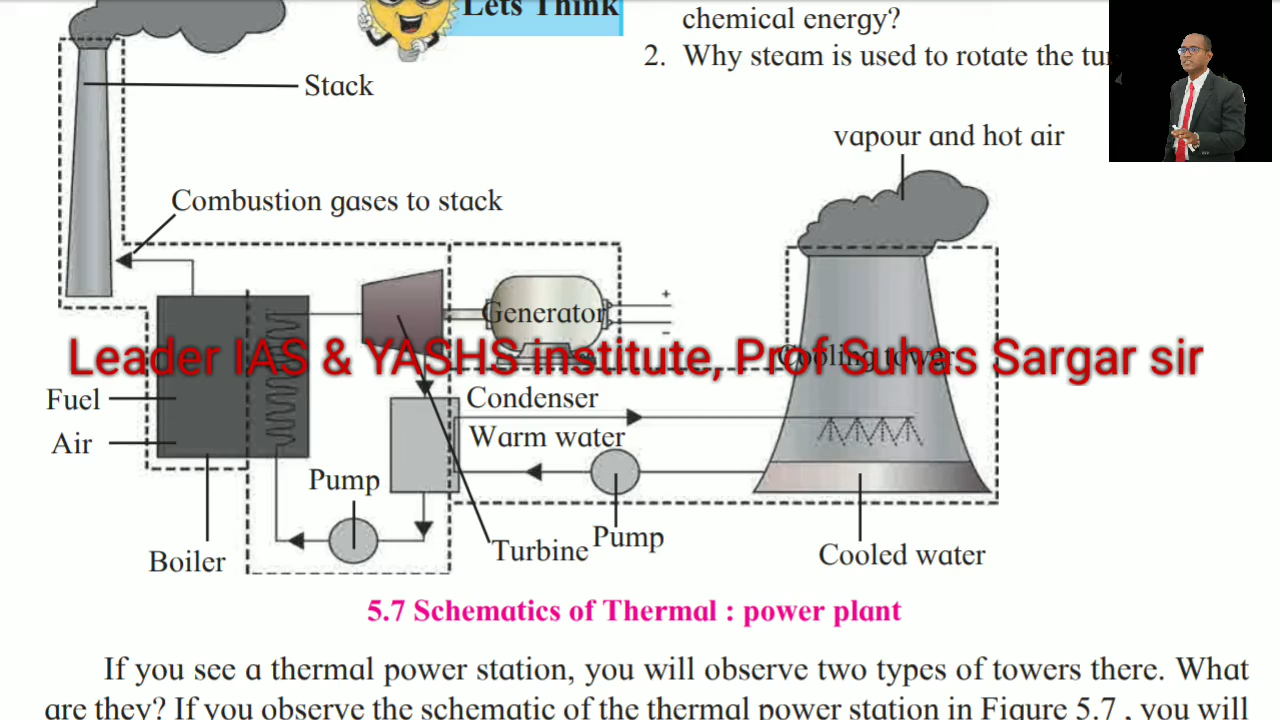 Lets Think
chemical energy?
2. Why steam is used to rotate the
Stack
vapour and hot air
Combustion gases to stack
Generator
+
–
Leader IAS & YASHS institute, Prof Suhas Sargar sir
Cooling tower
Fuel
Condenser
Air
Warm water
Pump
Pump
Turbine
Boiler
Cooled water
5.7 Schematics of Thermal : power plant
If you see a thermal power station, you will observe two types of towers there. What
are they? If you observe the schematic of the thermal power station in Figure 5.7 , you will